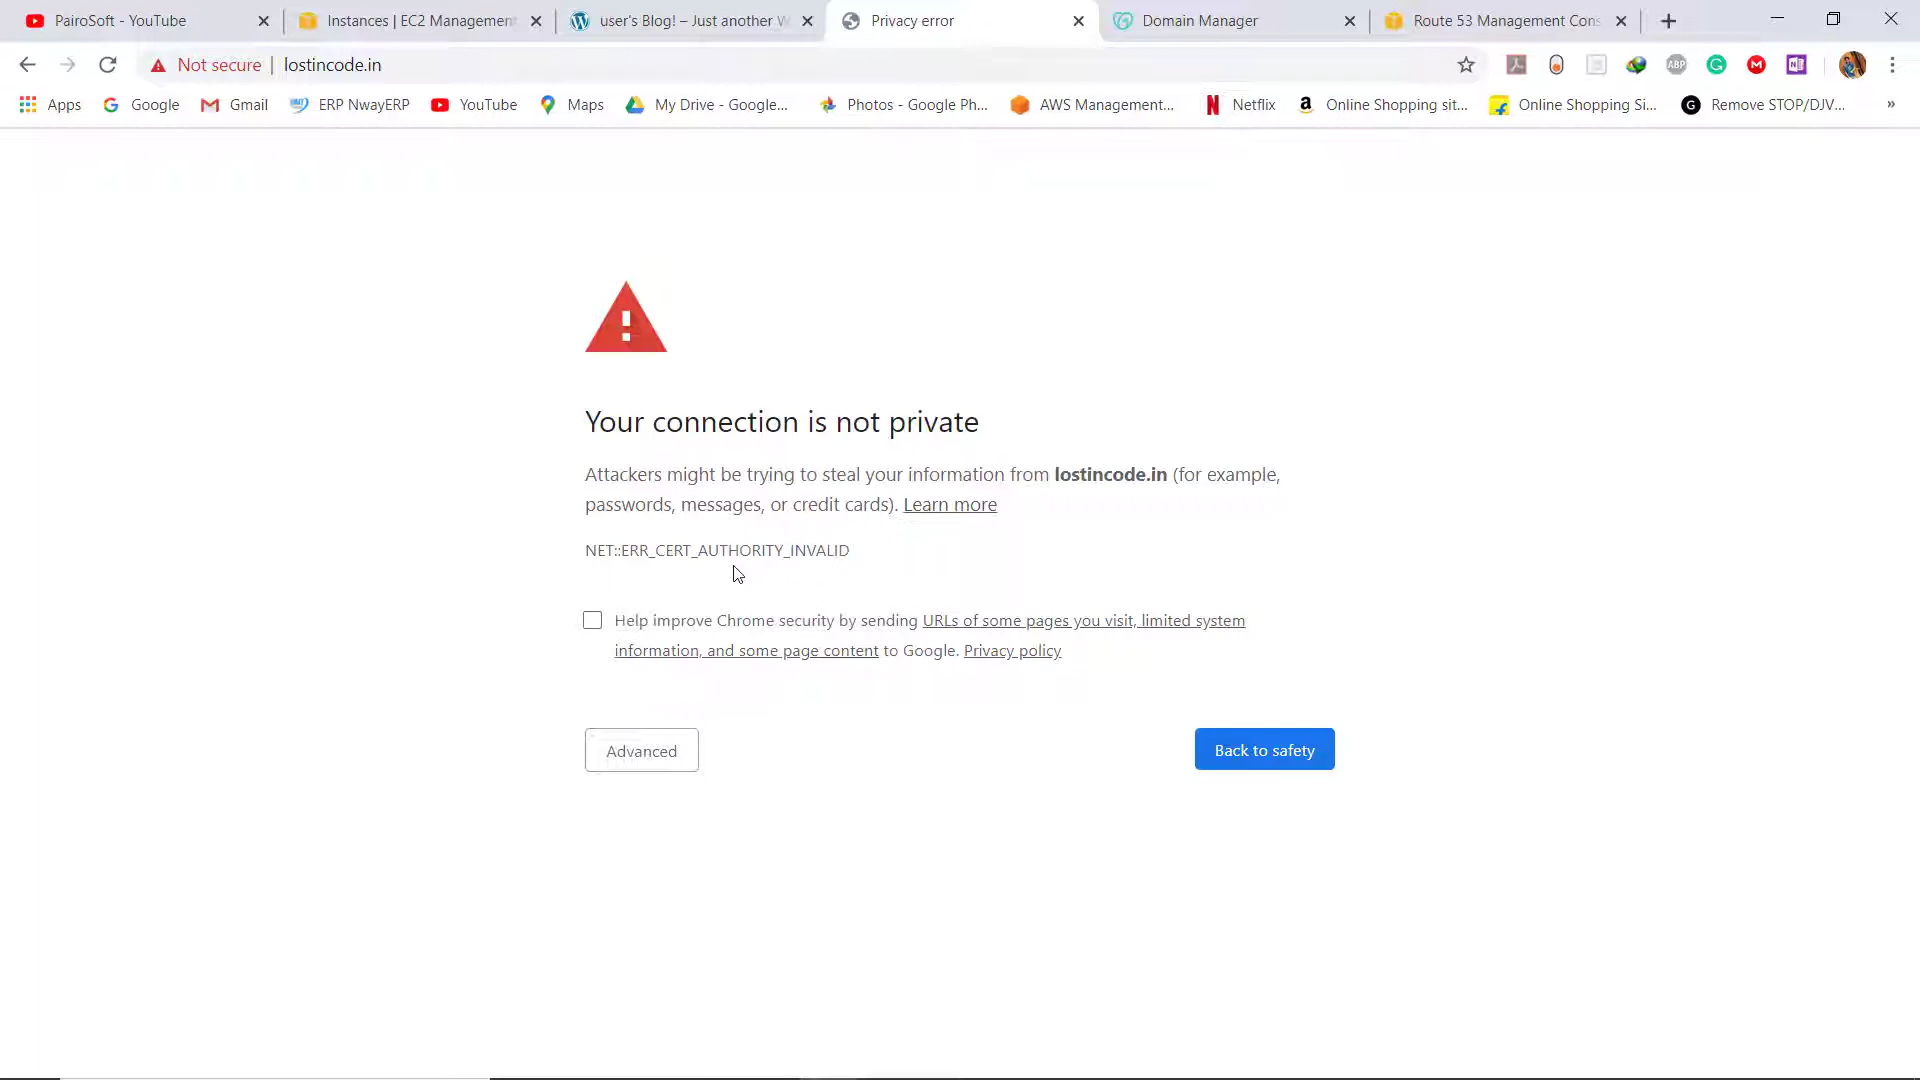 PairoSoft - YouTube
Instances | EC2 Management
user's Blog! – Just another W
Privacy error
Domain Manager
Route 53 Management Cons
Not secure | lostincode.in
ABP
Apps
Google
Gmail
ERP NwayERP
YouTube
Maps
My Drive - Google...
Photos - Google Ph...
AWS Management...
Netflix
Online Shopping sit...
Online Shopping Si...
Remove STOP/DJV...
»
Your connection is not private
Attackers might be trying to steal your information from lostincode.in (for example,
passwords, messages, or credit cards). Learn more
NET::ERR_CERT_AUTHORITY_INVALID
Help improve Chrome security by sending URLs of some pages you visit, limited system
information, and some page content to Google. Privacy policy
Advanced
Back to safety